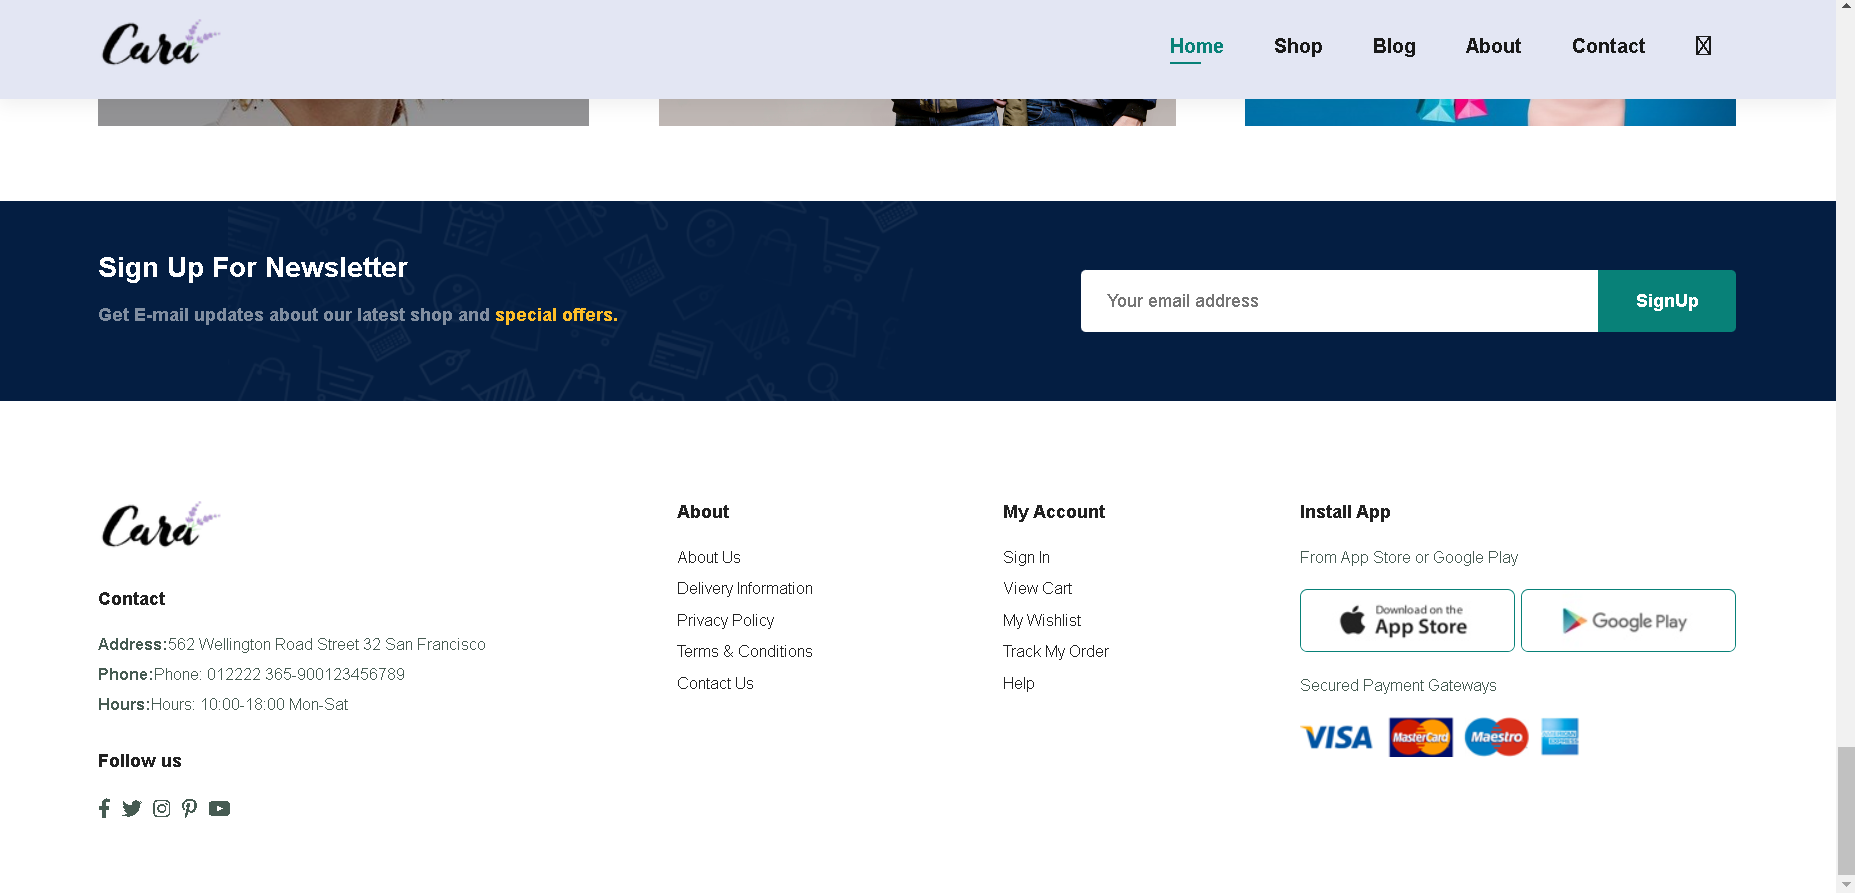 Cara
Home Shop Blog About Contact
Sign Up For Newsletter
Get E-mail updates about our latest shop and special offers.
Your email address
SignUp
Cara
Contact
Address:562 Wellington Road Street 32 San Francisco
Phone:Phone: 012222 365-900123456789
Hours:Hours: 10:00-18:00 Mon-Sat
Follow us
About
About Us
Delivery Information
Privacy Policy
Terms & Conditions
Contact Us
My Account
Sign In
View Cart
My Wishlist
Track My Order
Help
Install App
From App Store or Google Play
Download on the
App Store
Google Play
Secured Payment Gateways
VISA MasterCard Maestro AMERICAN EXPRESS